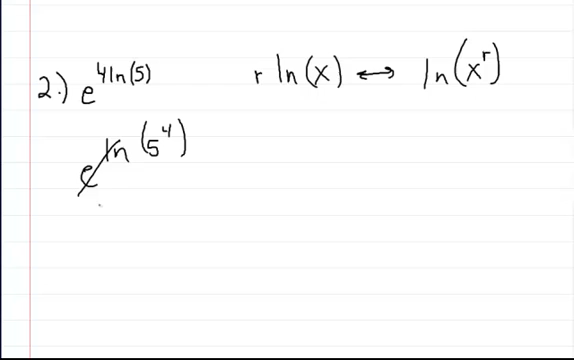 2.) e^{4ln(5)} r ln(x) ↔ ln(x^r)
e^{ln(5^4)}